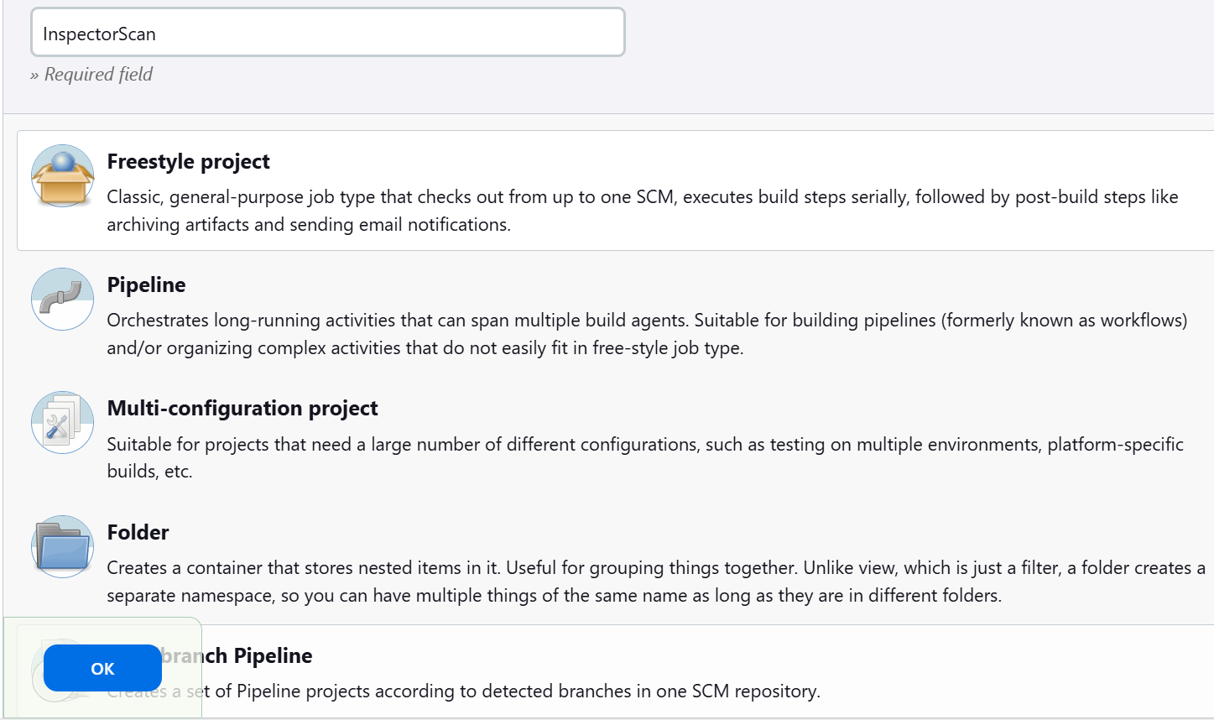 InspectorScan
» Required field
Freestyle project
Classic, general-purpose job type that checks out from up to one SCM, executes build steps serially, followed by post-build steps like
archiving artifacts and sending email notifications.
Pipeline
Orchestrates long-running activities that can span multiple build agents. Suitable for building pipelines (formerly known as workflows)
and/or organizing complex activities that do not easily fit in free-style job type.
Multi-configuration project
Suitable for projects that need a large number of different configurations, such as testing on multiple environments, platform-specific
builds, etc.
Folder
Creates a container that stores nested items in it. Useful for grouping things together. Unlike view, which is just a filter, a folder creates a
separate namespace, so you can have multiple things of the same name as long as they are in different folders.
branch Pipeline
OK
Creates a set of Pipeline projects according to detected branches in one SCM repository.